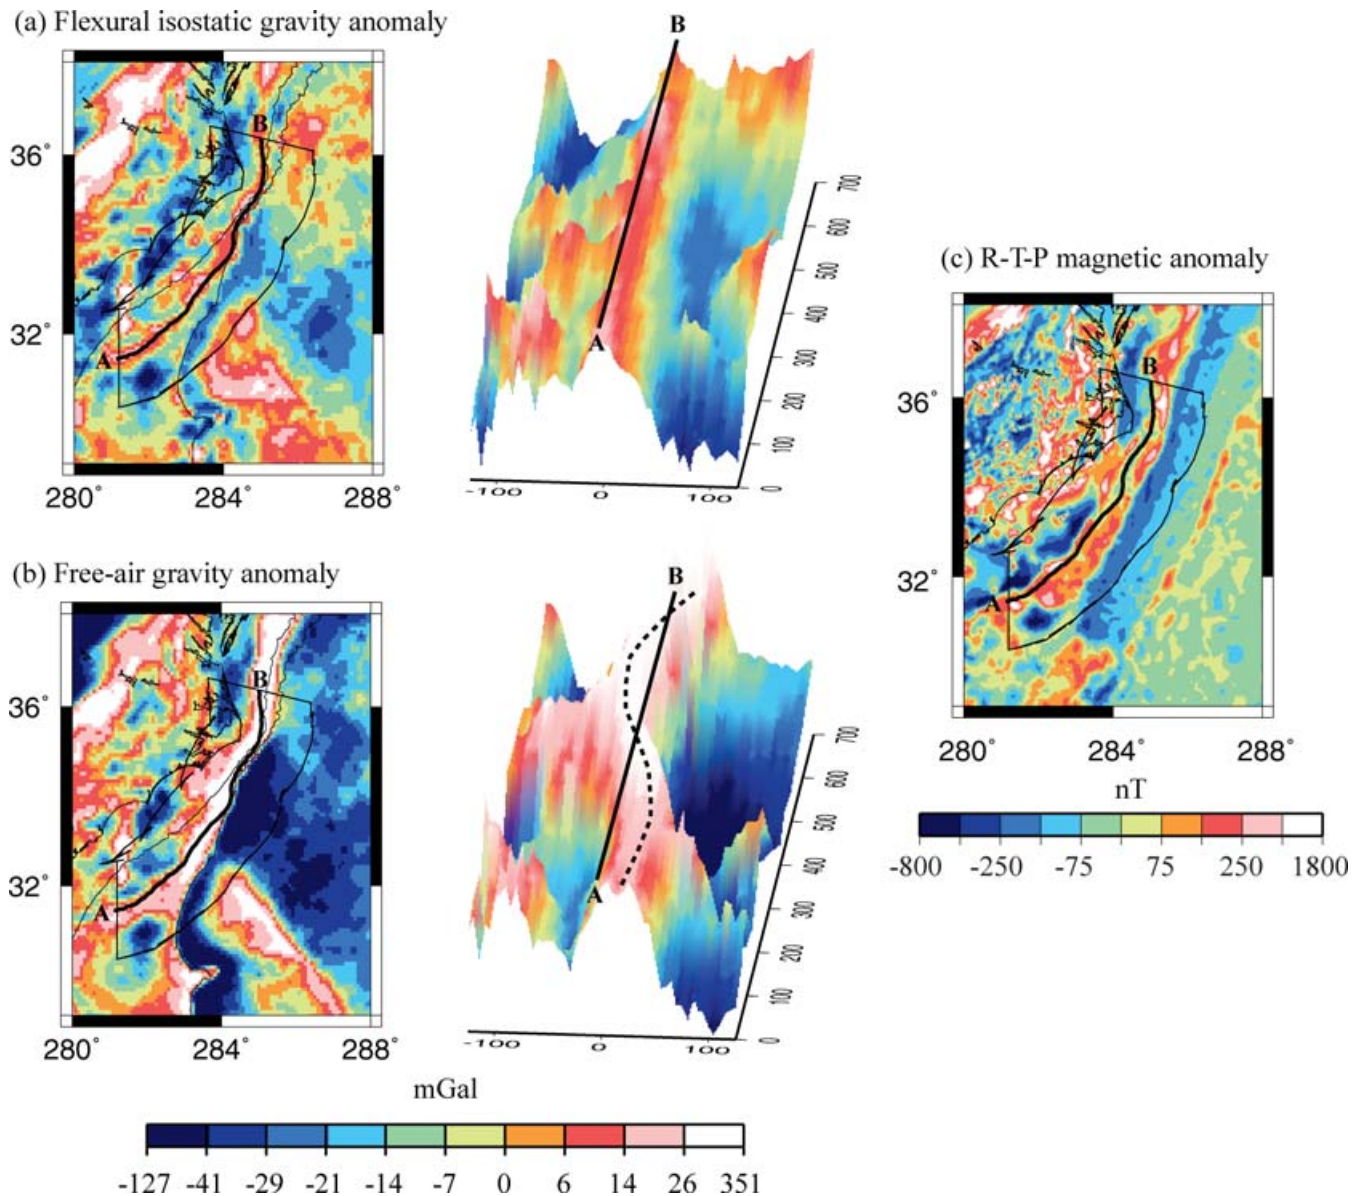 (a) Flexural isostatic gravity anomaly
B
B
36°
32°
A
A
280° 284° 288°
-100 0 100
0 100 200 300 400 500 600 700
(b) Free-air gravity anomaly
B
B
36°
32°
A
A
280° 284° 288°
-100 0 100
0 100 200 300 400 500 600 700
mGal
-127 -41 -29 -21 -14 -7 0 6 14 26 351
(c) R-T-P magnetic anomaly
B
36°
32°
A
280° 284° 288°
nT
-800 -250 -75 75 250 1800